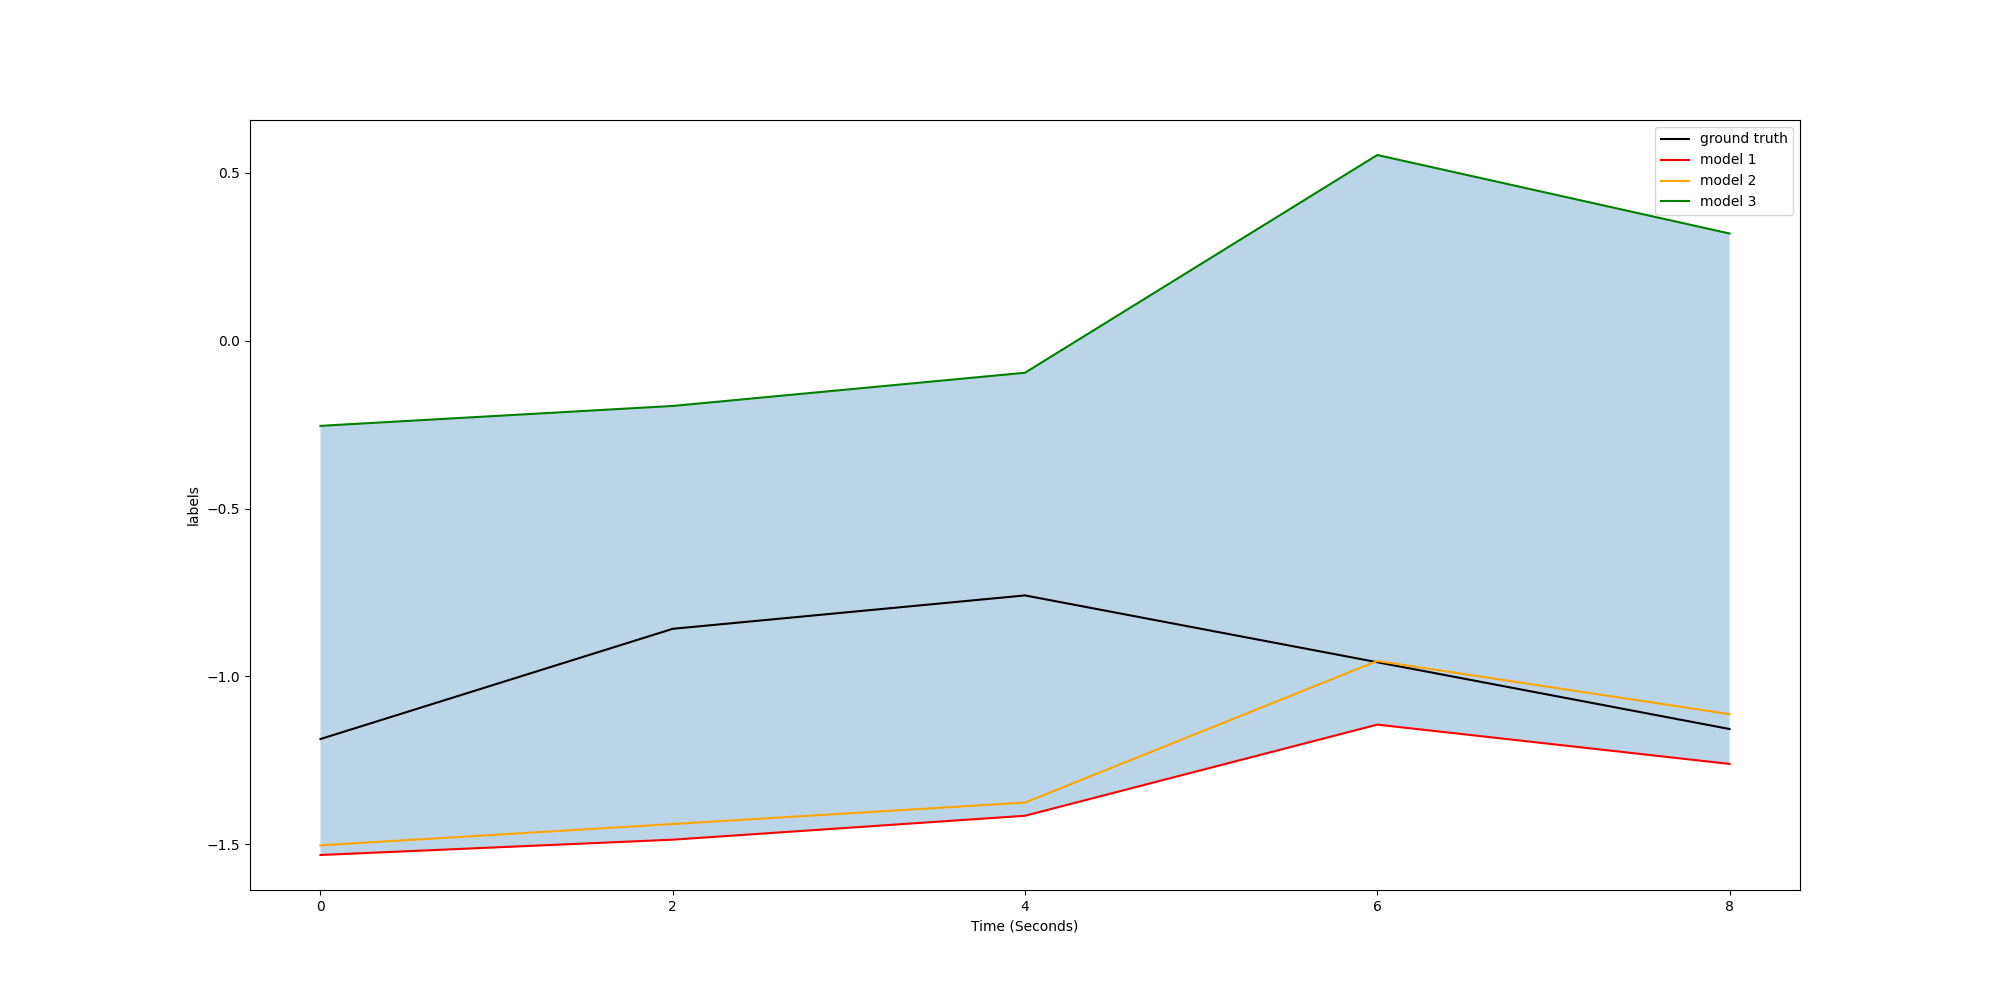 ground truth
model 1
model 2
model 3
0.5
0.0
−0.5
−1.0
−1.5
labels
0 2 4 6 8
Time (Seconds)